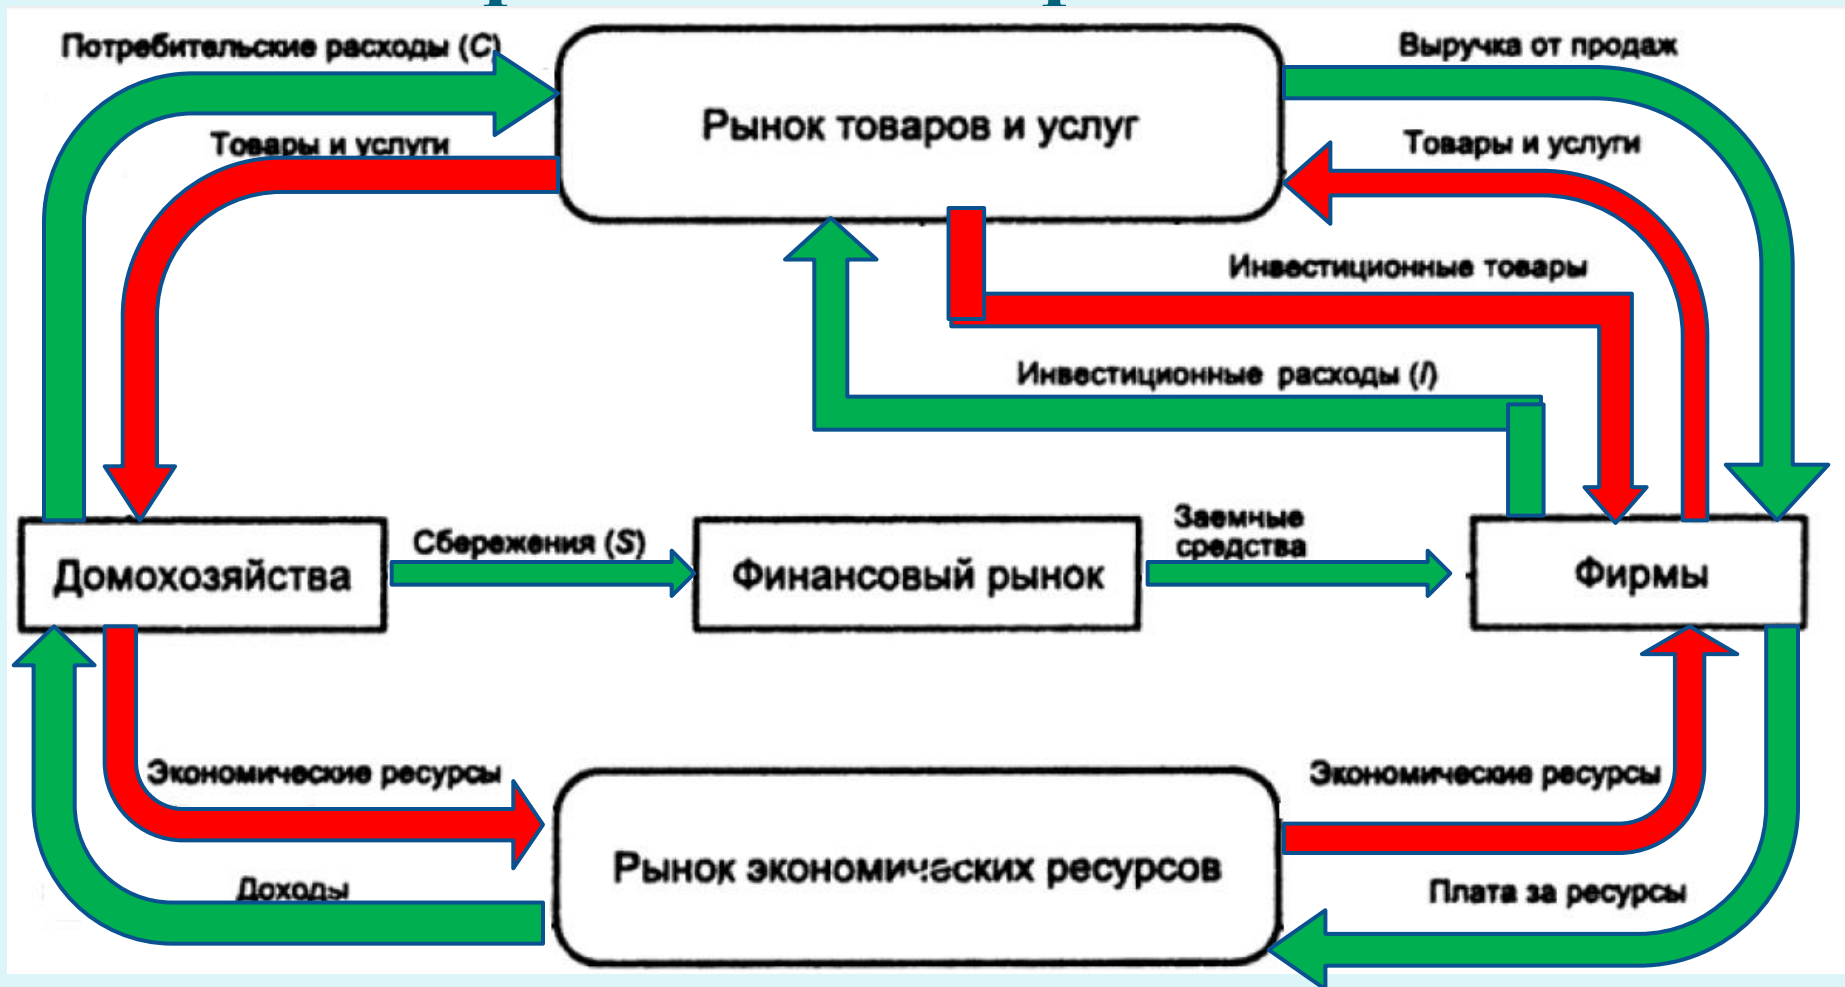 Потребительские расходы (C)
Рынок товаров и услуг
Выручка от продаж
Товары и услуги
Товары и услуги
Инвестиционные товары
Инвестиционные расходы (I)
Домохозяйства
Сбережения (S)
Финансовый рынок
Заемные
средства
Фирмы
Экономические ресурсы
Экономические ресурсы
Рынок экономических ресурсов
Доходы
Плата за ресурсы